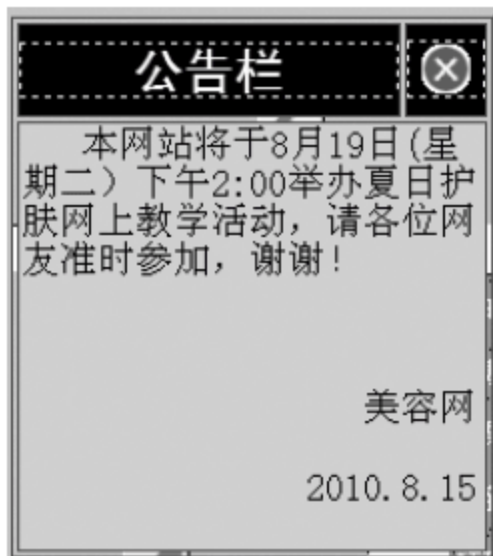 公告栏
本网站将于8月19日(星
期二）下午2:00举办夏日护
肤网上教学活动，请各位网
友准时参加，谢谢！
美容网
2010.8.15